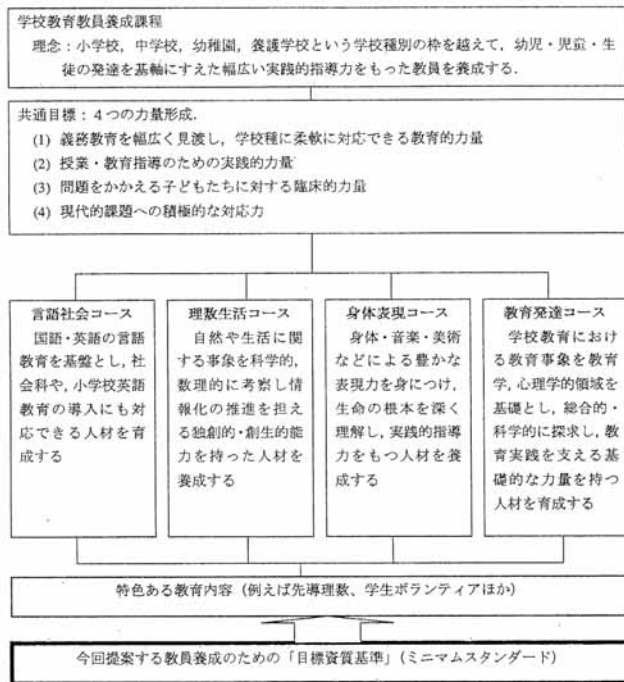 学校教育教員養成課程
理念：小学校，中学校，幼稚園，養護学校という学校種別の枠を越えて，幼児・児童・生
徒の発達を基軸にすえた幅広い実践的指導力をもった教員を養成する．
共通目標：４つの力量形成．
(1) 義務教育を幅広く見渡し，学校種に柔軟に対応できる教育的力量
(2) 授業・教育指導のための実践的力量
(3) 問題をかかえる子どもたちに対する臨床的力量
(4) 現代的課題への積極的な対応力
言語社会コース
国語・英語の言語
教育を基盤とし，社
会科や，小学校英語
教育の導入にも対
応できる人材を育
成する
理数生活コース
自然や生活に関
する事象を科学的，
数理的に考察し情
報化の推進を担え
る独創的・創生的能
力を持った人材を
養成する
身体表現コース
身体・音楽・美術
などによる豊かな
表現力を身につけ，
生命の根本を深く
理解し，実践的指導
力をもつ人材を養
成する
教育発達コース
学校教育におけ
る教育事象を教育
学，心理学的領域を
基礎とし，総合的・
科学的に探求し，教
育実践を支える基
礎的な力量を持つ
人材を育成する
特色ある教育内容（例えば先導理数、学生ボランティアほか）
今回提案する教員養成のための「目標資質基準」（ミニマムスタンダード）